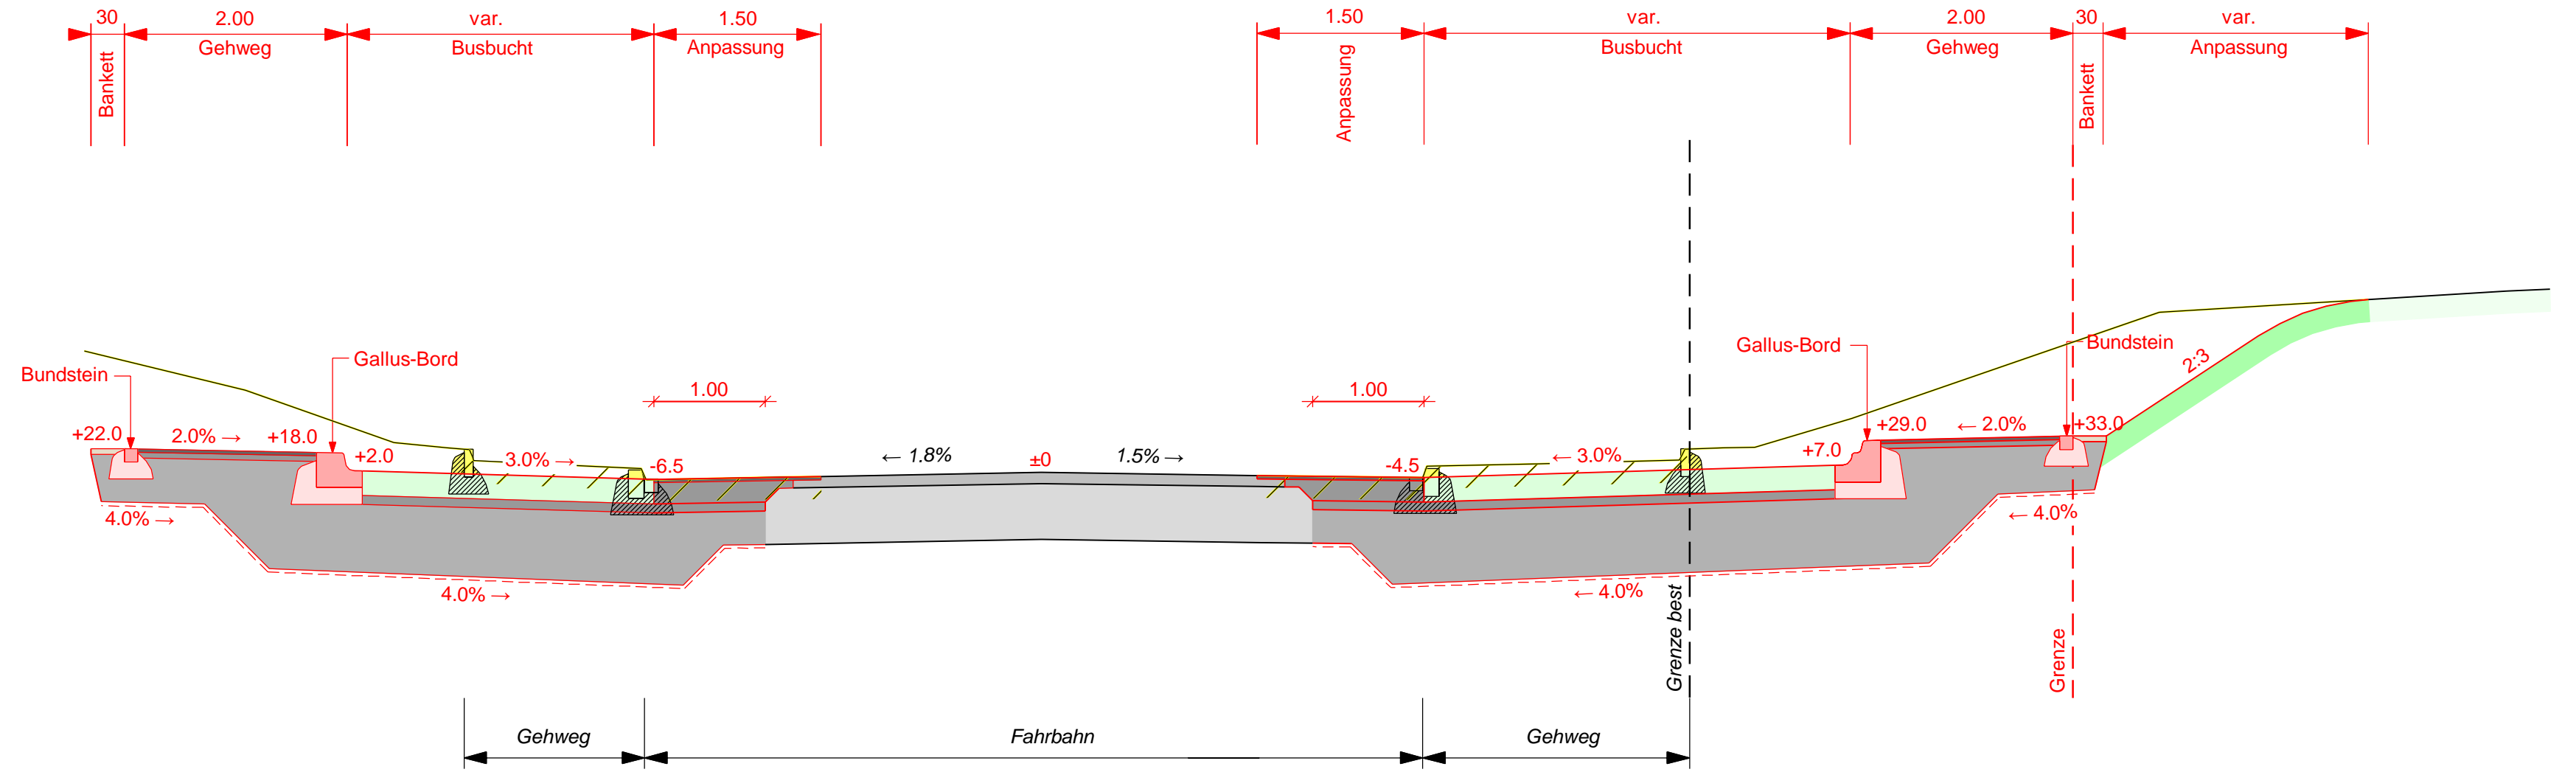 30 2.00 var. 1.50 1.50 var. 2.00 30 var.
Bankett Gehweg Busbucht Anpassung Anpassung Busbucht Gehweg Bankett Anpassung
Gallus-Bord Gallus-Bord Bundstein
Bundstein 2:3
1.00 1.00
+22.0 2.0% → +18.0 +29.0 ← 2.0% +33.0
+2.0 3.0% → -6.5 ← 1.8% ±0 1.5% → -4.5 ← 3.0% +7.0
4.0% → ← 4.0%
4.0% → ← 4.0%
Grenze best
Grenze
Gehweg Fahrbahn Gehweg